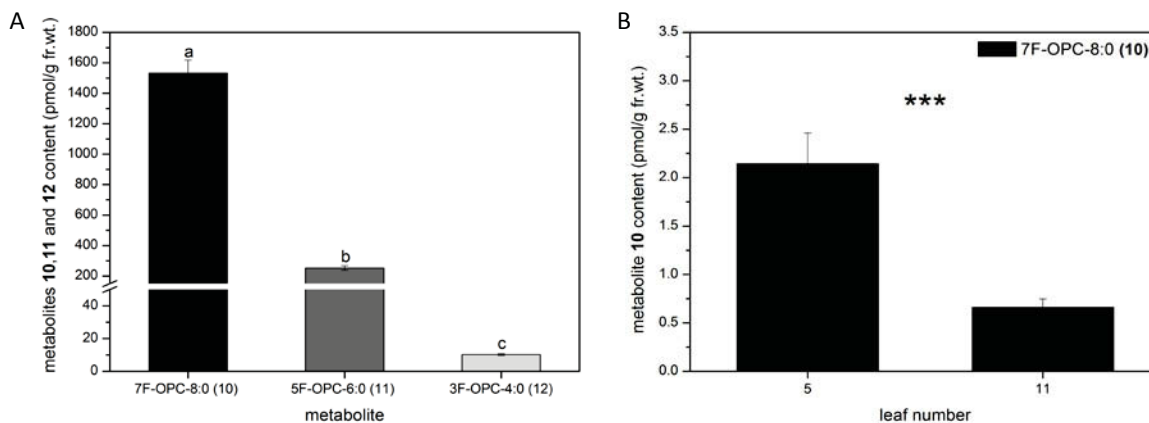 A
metabolites 10,11 and 12 content (pmol/g fr.wt.)
1800
1600
1400
1200
1000
800
600
400
200
40
20
10
0
a
b
c
7F-OPC-8:0 (10)
5F-OPC-6:0 (11)
3F-OPC-4:0 (12)
metabolite
B
metabolite 10 content (pmol/g fr.wt.)
3.5
3.0
2.5
2.0
1.5
1.0
0.5
0.0
7F-OPC-8:0 (10)
***
5
11
leaf number